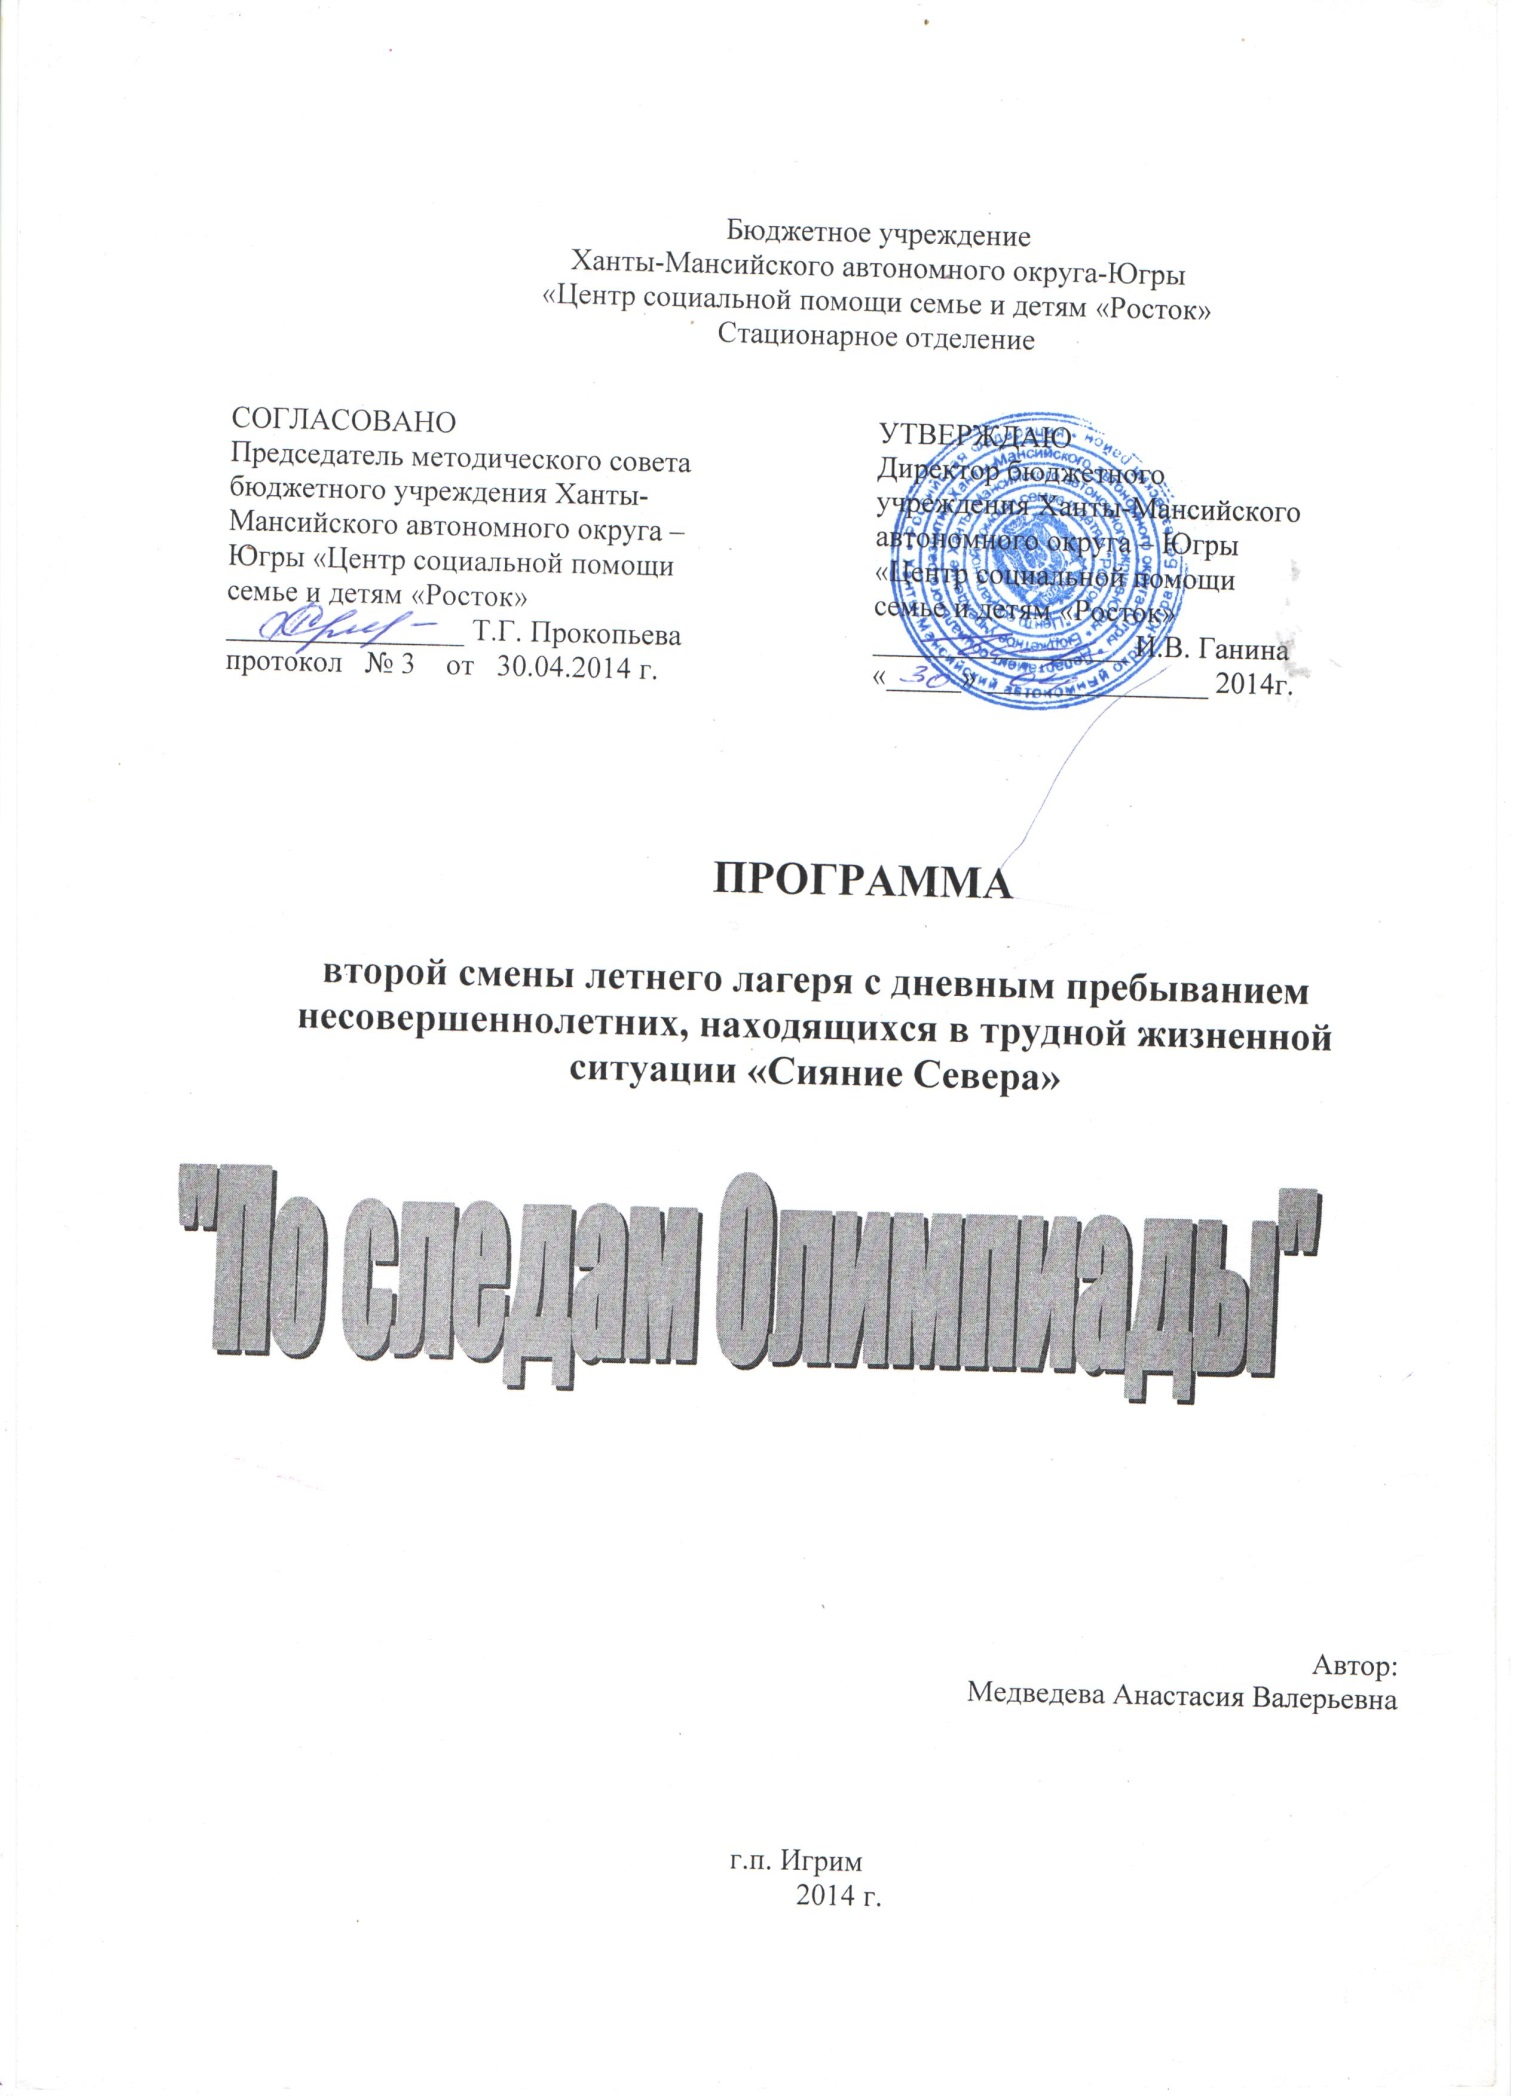 Бюджетное учреждение
Ханты-Мансийского автономного округа-Югры
«Центр социальной помощи семье и детям «Росток»
Стационарное отделение
СОГЛАСОВАНО
Председатель методического совета
бюджетного учреждения Ханты-
Мансийского автономного округа –
Югры «Центр социальной помощи
семье и детям «Росток»
________________ Т.Г. Прокопьева
протокол № 3 от 30.04.2014 г.
УТВЕРЖДАЮ
Директор бюджетного
учреждения Ханты-Мансийского
автономного округа Югры
«Центр социальной помощи
семье и детям «Росток»
И.В. Ганина
«30» 2014г.
ПРОГРАММА
второй смены летнего лагеря с дневным пребыванием
несовершеннолетних, находящихся в трудной жизненной
ситуации «Сияние Севера»
"По следам Олимпиады"
Автор:
Медведева Анастасия Валерьевна
г.п. Игрим
2014 г.